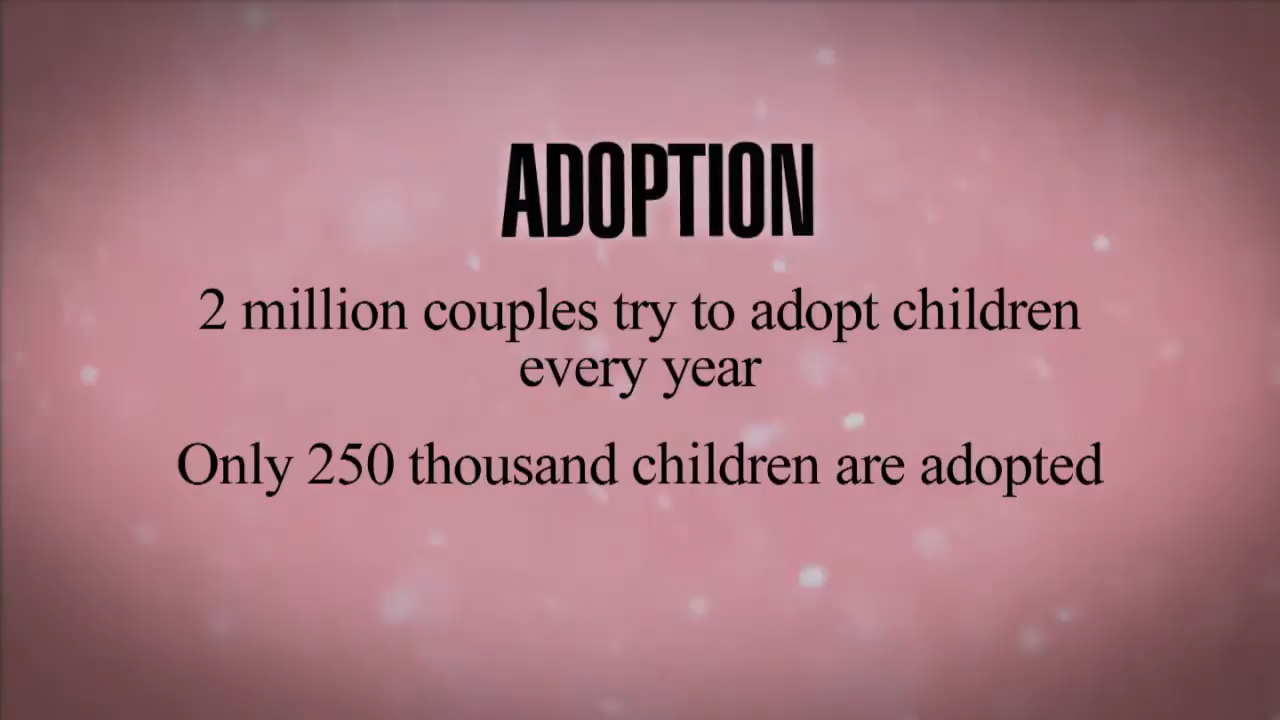 ADOPTION
2 million couples try to adopt children
every year
Only 250 thousand children are adopted